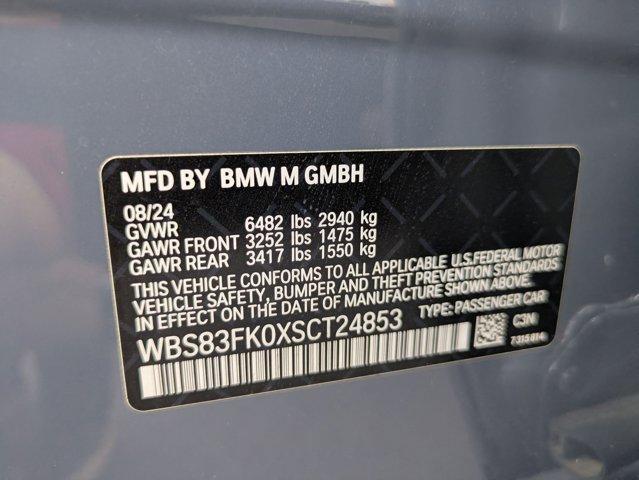 MFD BY BMW M GMBH
08/24
GVWR 6482 lbs 2940 kg
GAWR FRONT 3252 lbs 1475 kg
GAWR REAR 3417 lbs 1550 kg
THIS VEHICLE CONFORMS TO ALL APPLICABLE U.S.FEDERAL MOTOR
VEHICLE SAFETY, BUMPER AND THEFT PREVENTION STANDARDS
IN EFFECT ON THE DATE OF MANUFACTURE SHOWN ABOVE.
WBS83FK0XSCT24853 TYPE: PASSENGER CAR
C3N
7315814